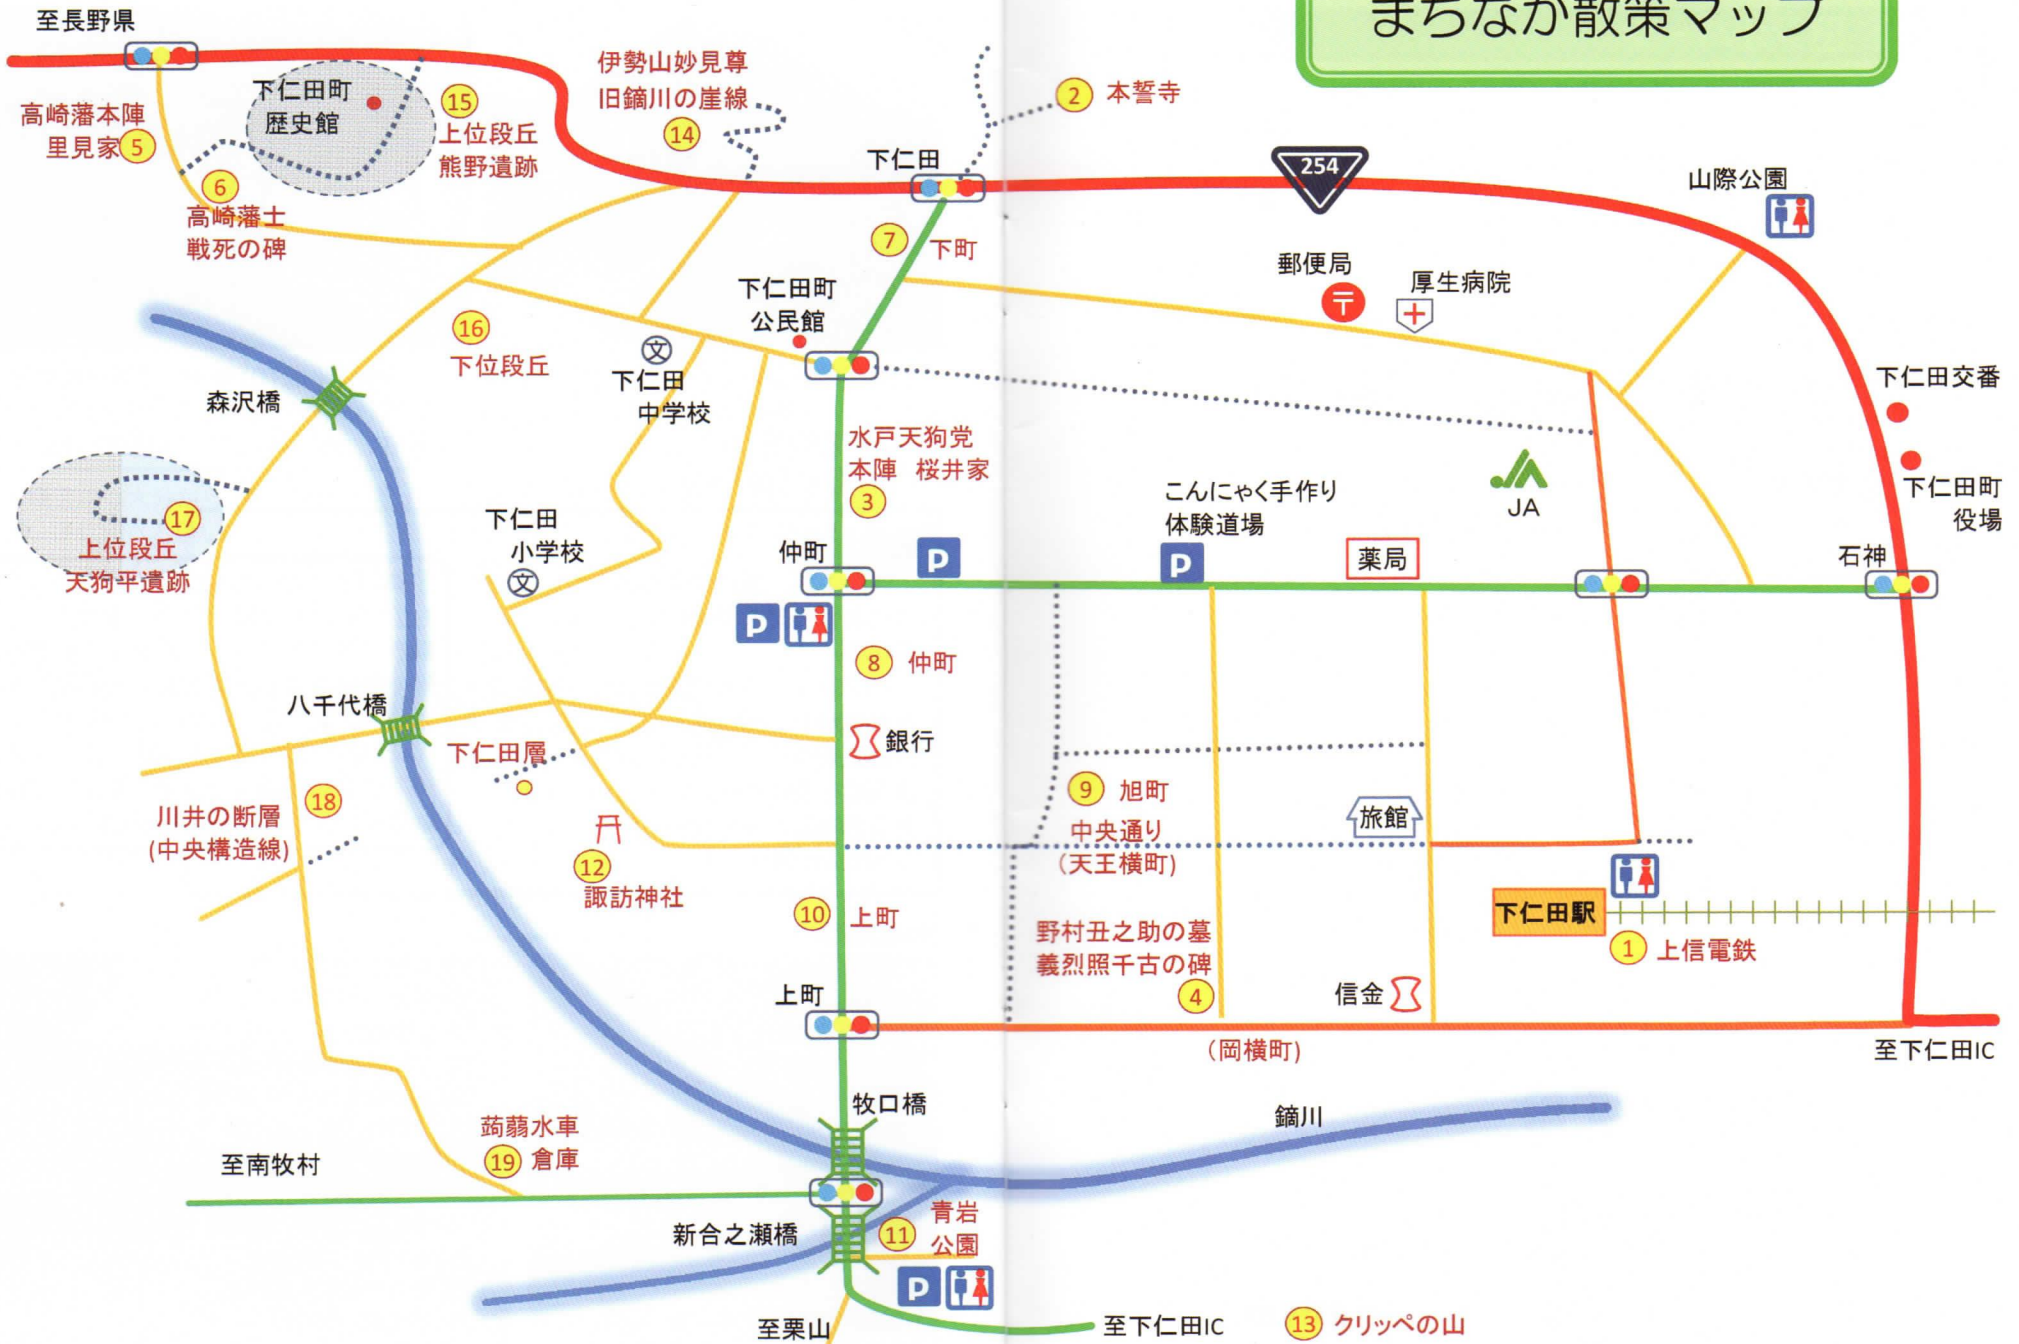 まちなか散策マップ
至長野県
下仁田町
歴史館
高崎藩本陣
里見家 5
15
上位段丘
熊野遺跡
6
高崎藩士
戦死の碑
伊勢山妙見尊
旧鏑川の崖線
14
2 本誓寺
下仁田
254
山際公園
7 下町
郵便局
〒
厚生病院
下仁田町
公民館
16
下位段丘
文
下仁田
中学校
森沢橋
下仁田交番
下仁田町
役場
水戸天狗党
本陣 桜井家
3
こんにゃく手作り
体験道場
JA
17
上位段丘
天狗平遺跡
下仁田
小学校
文
仲町
P
P
薬局
石神
P
8 仲町
八千代橋
銀行
下仁田層
9 旭町
中央通り
(天王横町)
旅館
18
川井の断層
(中央構造線)
12
諏訪神社
10 上町
野村丑之助の墓
義烈照千古の碑
4
下仁田駅
1 上信電鉄
信金
上町
(岡横町)
至下仁田IC
牧口橋
鏑川
蒟蒻水車
19 倉庫
至南牧村
新合之瀬橋
11 青岩
公園
P
至栗山
至下仁田IC
13 クリッペの山